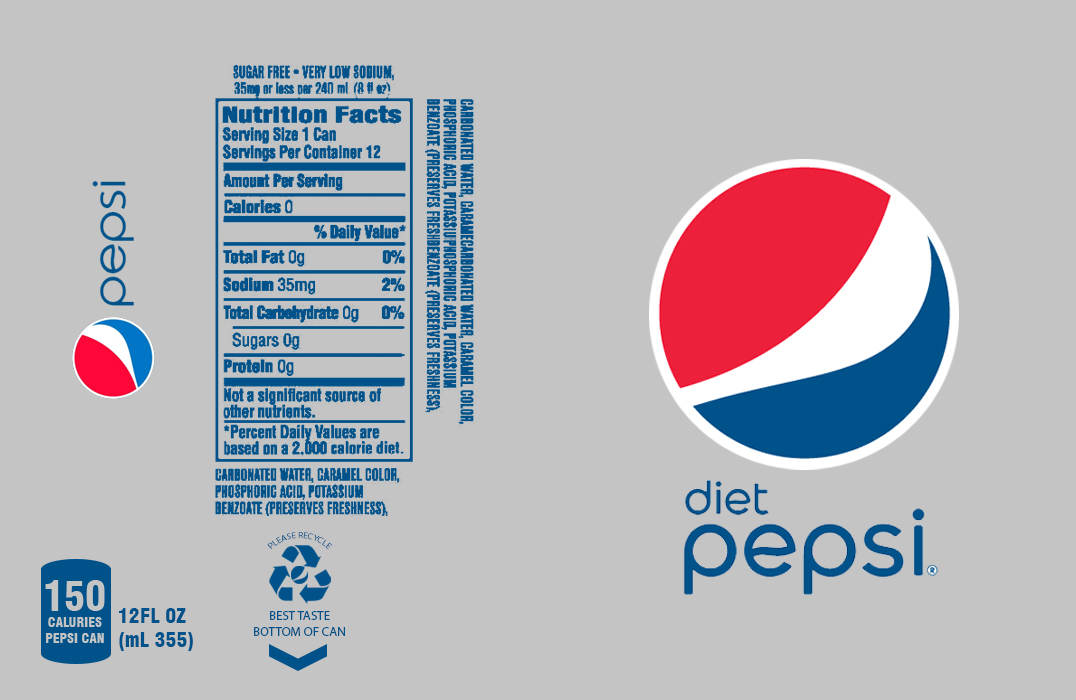 pepsi
SUGAR FREE • VERY LOW SODIUM,
35mg or less per 240 ml (8 fl oz)
Nutrition Facts
Serving Size 1 Can
Servings Per Container 12
Amount Per Serving
Calories 0
% Daily Value*
Total Fat 0g 0%
Sodium 35mg 2%
Total Carbohydrate 0g 0%
Sugars 0g
Protein 0g
Not a significant source of
other nutrients.
*Percent Daily Values are
based on a 2,000 calorie diet.
CARBONATED WATER, CARAMEL COLOR,
PHOSPHORIC ACID, POTASSIUM
BENZOATE (PRESERVES FRESHNESS),
CARBONATED WATER, CARAMECARBONATED WATER, CARAMEL COLOR,
PHOSPHORIC ACID, POTASSIUPHOSPHORIC ACID, POTASSIUM
BENZOATE (PRESERVES FRESHBENZOATE (PRESERVES FRESHNESS),
PLEASE RECYCLE
BEST TASTE
BOTTOM OF CAN
150
CALURIES
PEPSI CAN
12FL OZ
(mL 355)
diet
pepsi®